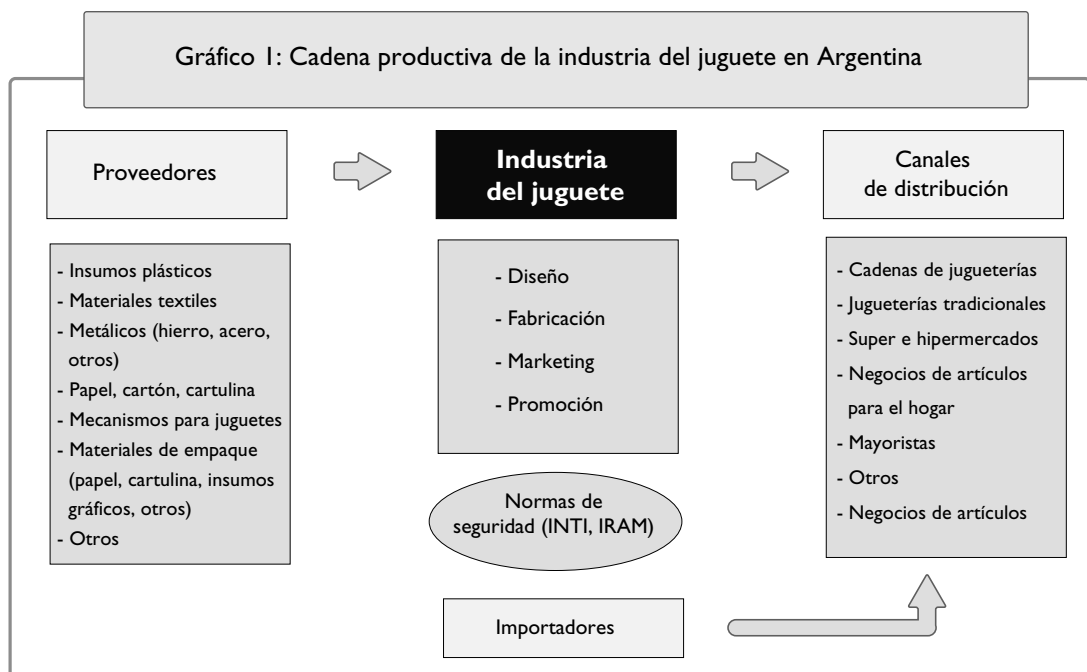 Gráfico 1: Cadena productiva de la industria del juguete en Argentina
Proveedores
- Insumos plásticos
- Materiales textiles
- Metálicos (hierro, acero,
otros)
- Papel, cartón, cartulina
- Mecanismos para juguetes
- Materiales de empaque
(papel, cartulina, insumos
gráficos, otros)
- Otros
Industria
del juguete
- Diseño
- Fabricación
- Marketing
- Promoción
Normas de
seguridad (INTI, IRAM)
Importadores
Canales
de distribución
- Cadenas de jugueterías
- Jugueterías tradicionales
- Super e hipermercados
- Negocios de artículos
para el hogar
- Mayoristas
- Otros
- Negocios de artículos